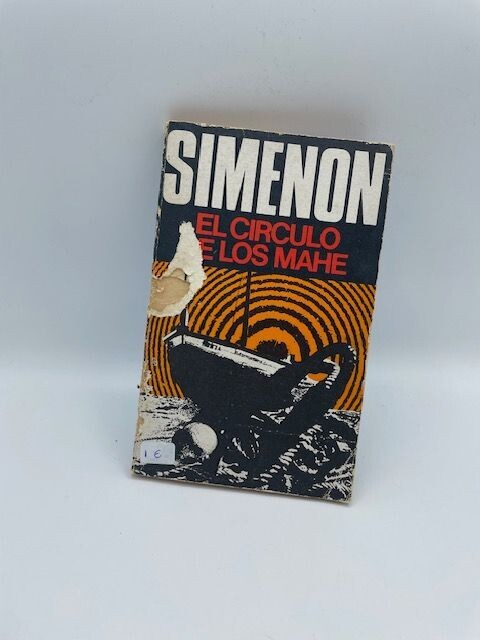 SIMENON
EL CIRCULO
E LOS MAHE
1 €